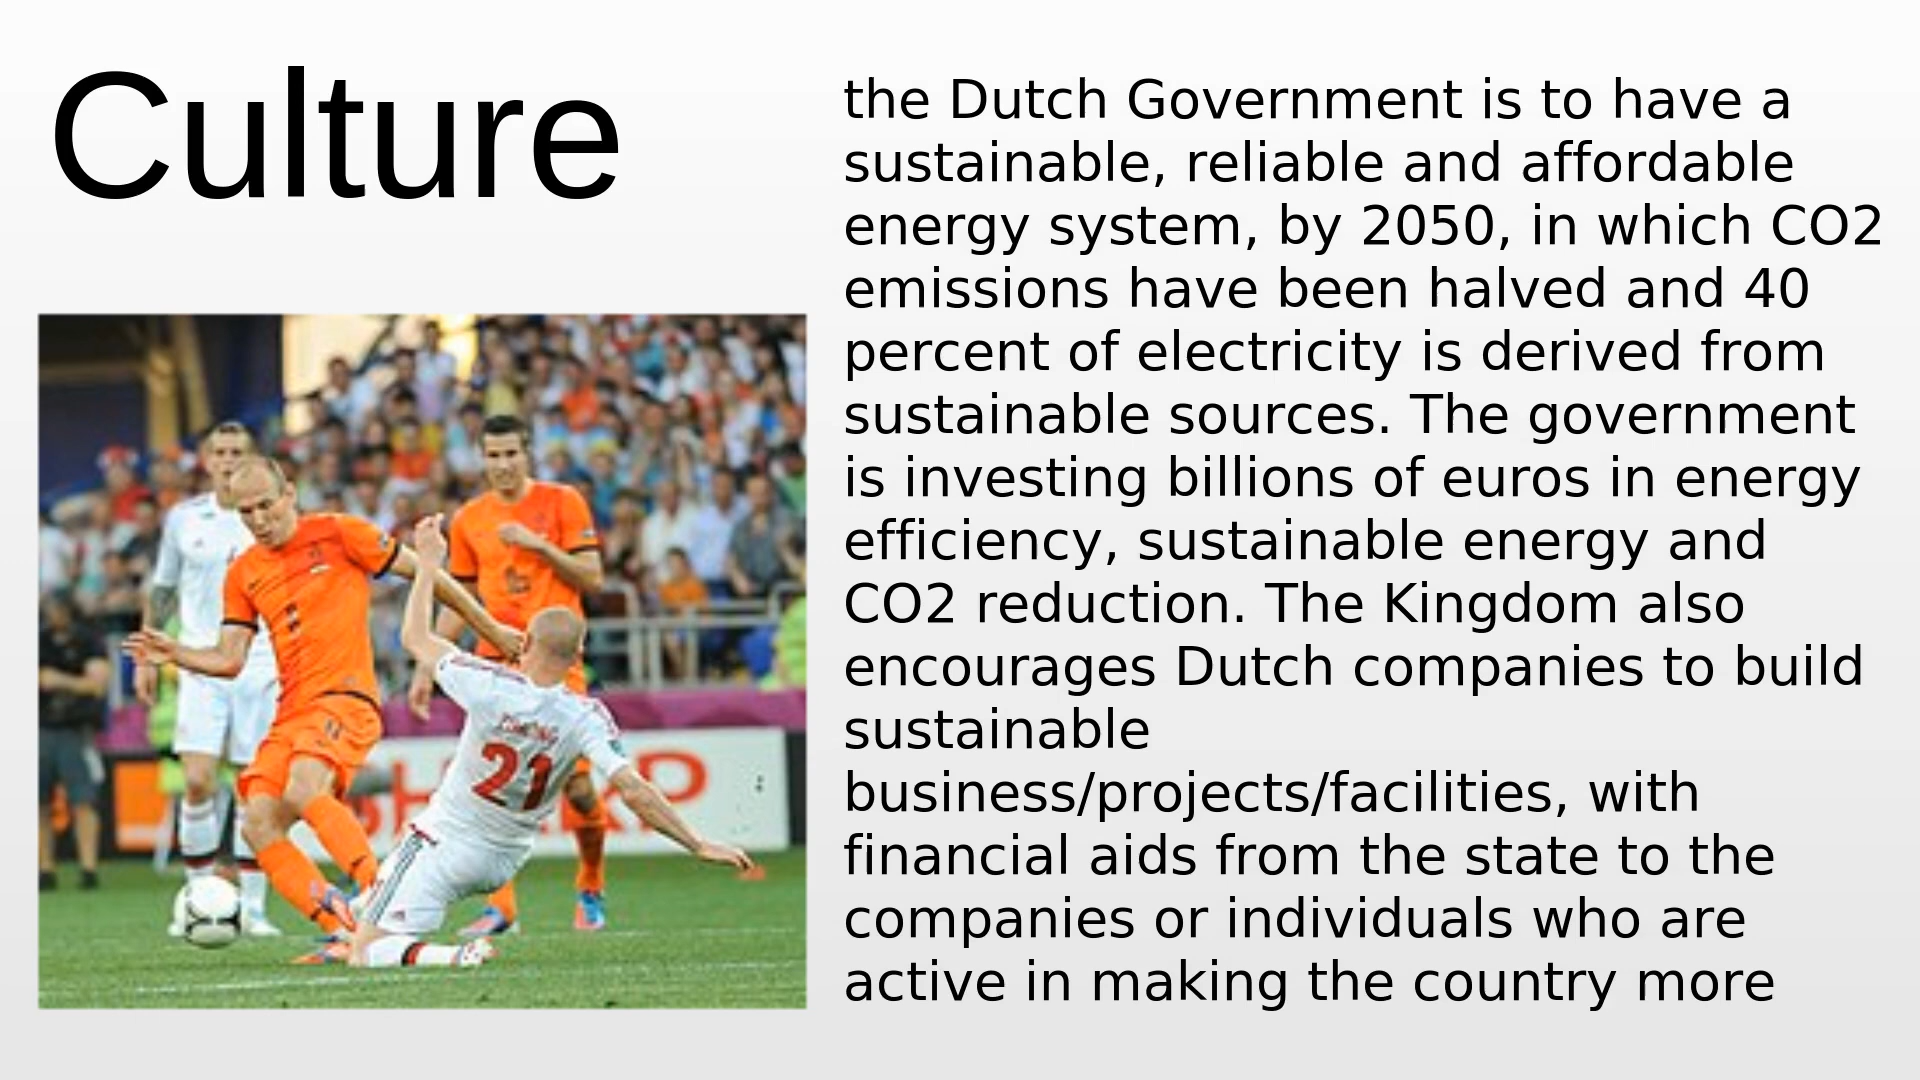 Culture
the Dutch Government is to have a
sustainable, reliable and affordable
energy system, by 2050, in which CO2
emissions have been halved and 40
percent of electricity is derived from
sustainable sources. The government
is investing billions of euros in energy
efficiency, sustainable energy and
CO2 reduction. The Kingdom also
encourages Dutch companies to build
sustainable
business/projects/facilities, with
financial aids from the state to the
companies or individuals who are
active in making the country more
21